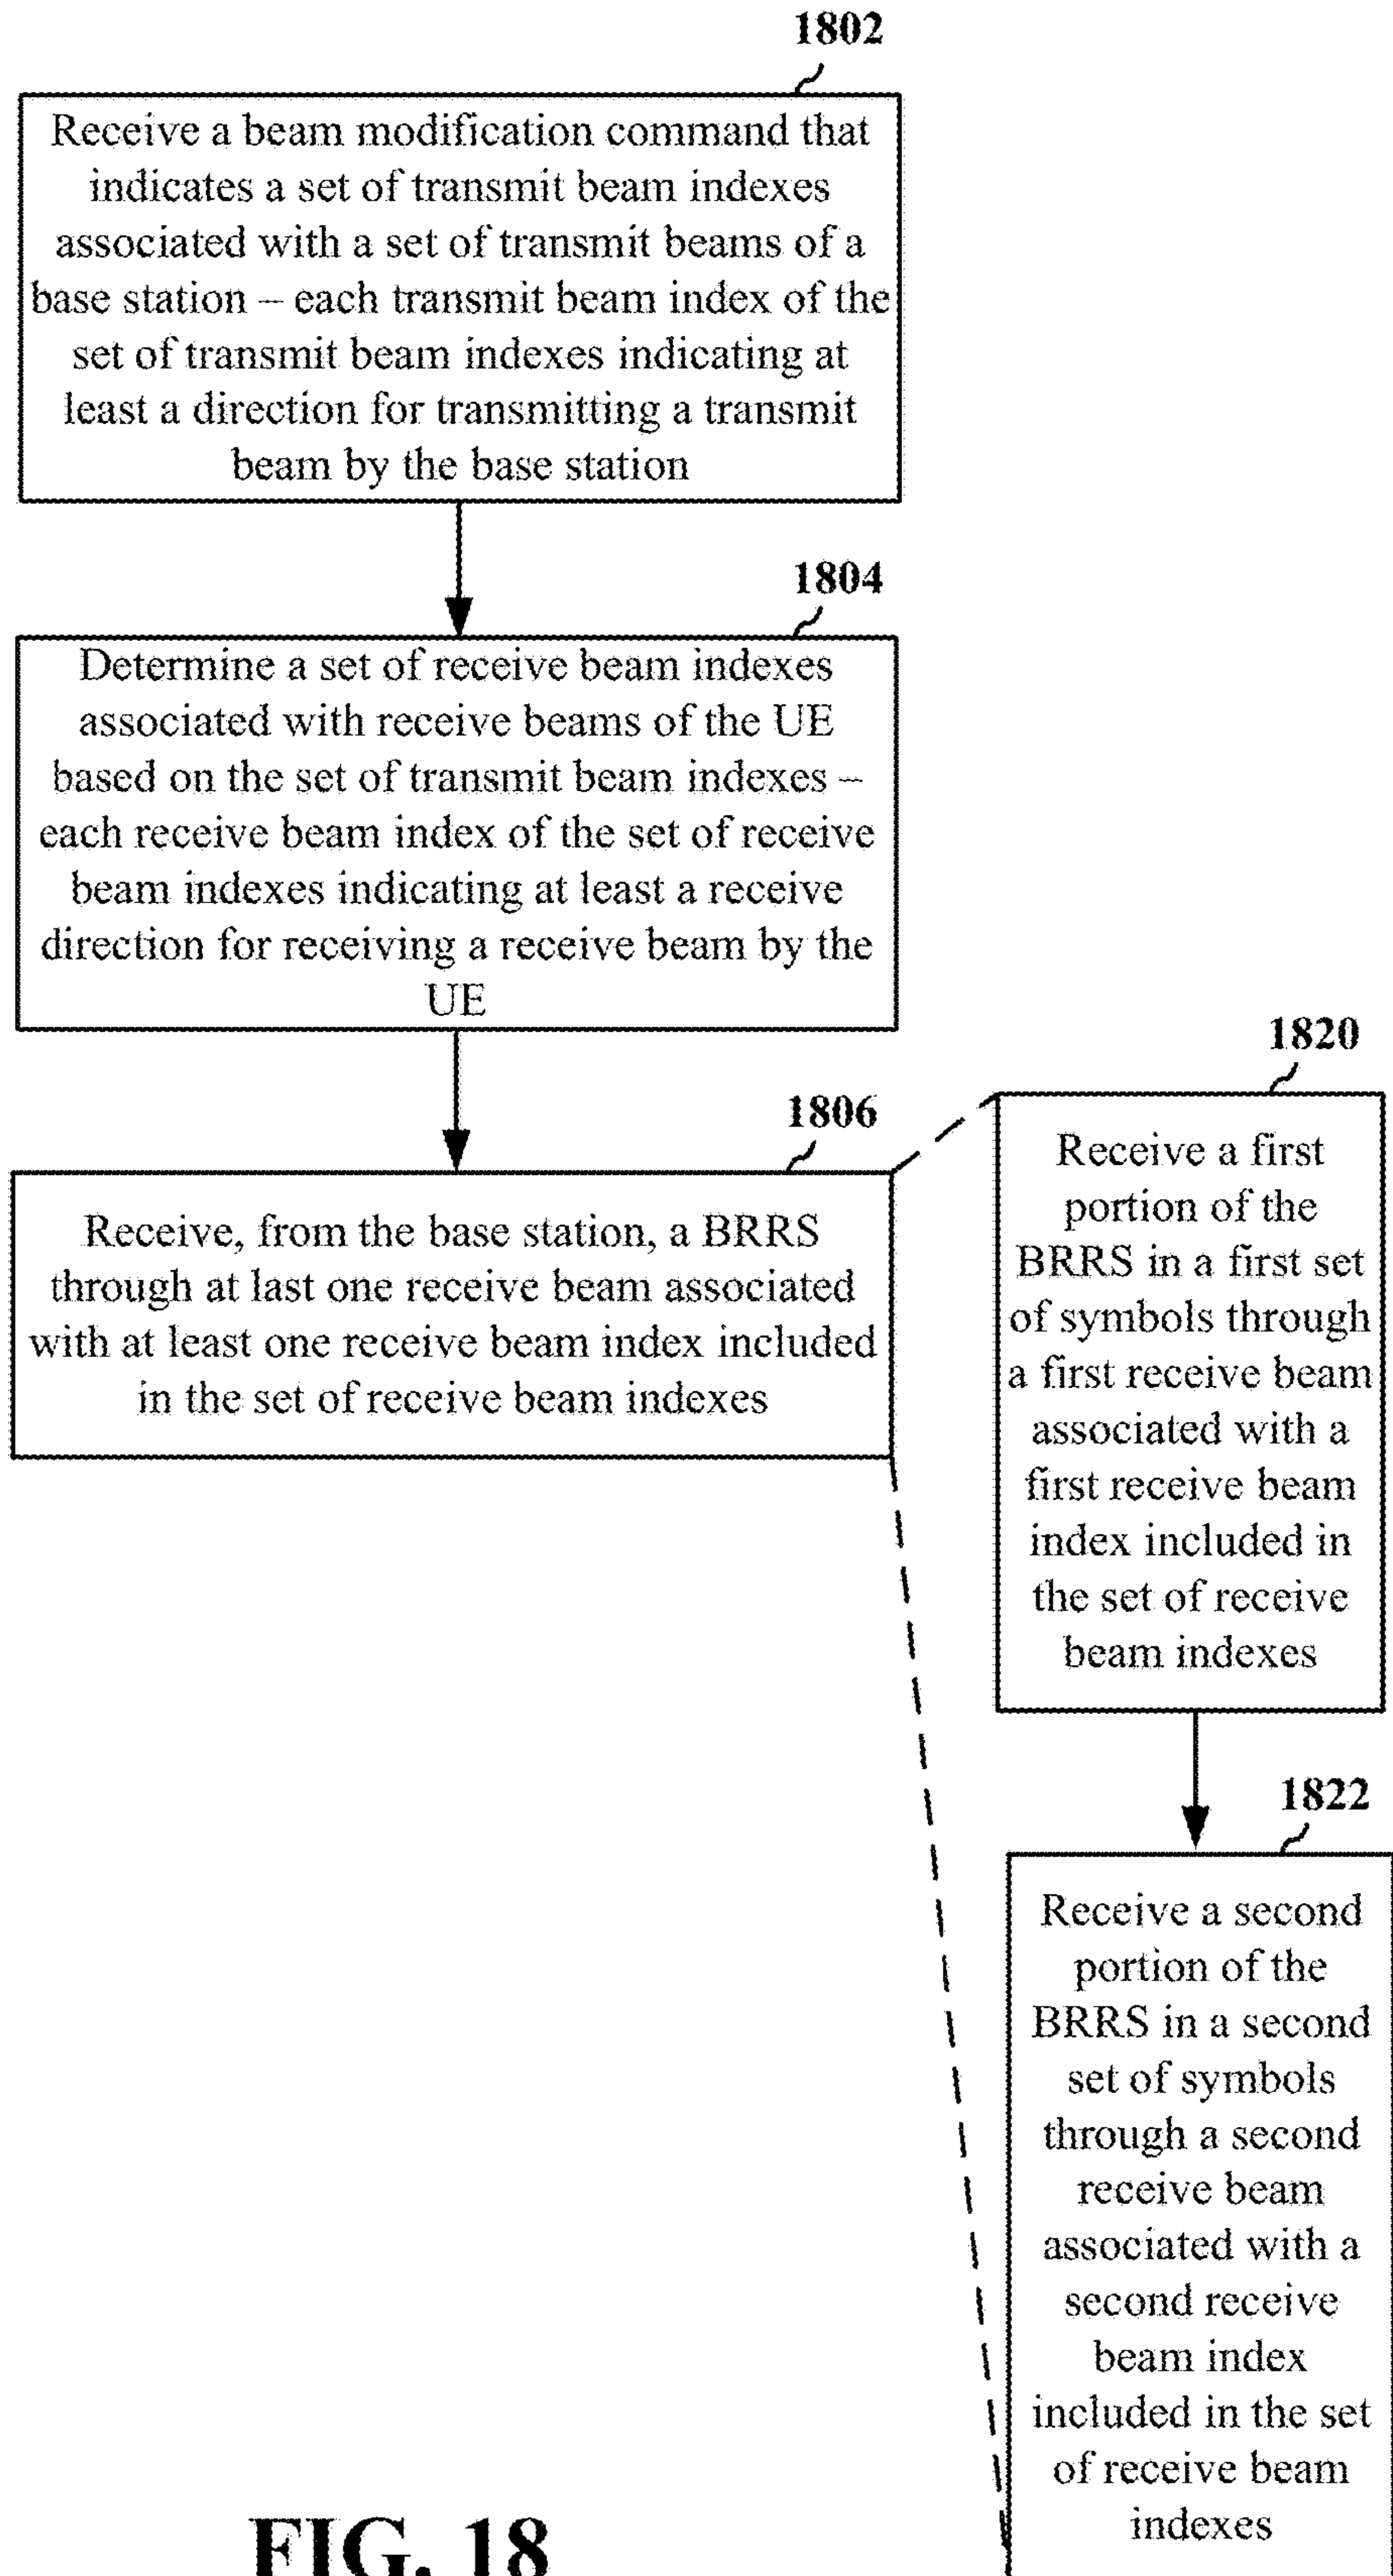 1802
Receive a beam modification command that
indicates a set of transmit beam indexes
associated with a set of transmit beams of a
base station – each transmit beam index of the
set of transmit beam indexes indicating at
least a direction for transmitting a transmit
beam by the base station
1804
Determine a set of receive beam indexes
associated with receive beams of the UE
based on the set of transmit beam indexes –
each receive beam index of the set of receive
beam indexes indicating at least a receive
direction for receiving a receive beam by the
UE
1806
Receive, from the base station, a BRRS
through at last one receive beam associated
with at least one receive beam index included
in the set of receive beam indexes
1820
Receive a first
portion of the
BRRS in a first set
of symbols through
a first receive beam
associated with a
first receive beam
index included in
the set of receive
beam indexes
1822
Receive a second
portion of the
BRRS in a second
set of symbols
through a second
receive beam
associated with a
second receive
beam index
included in the set
of receive beam
indexes
FIG. 18